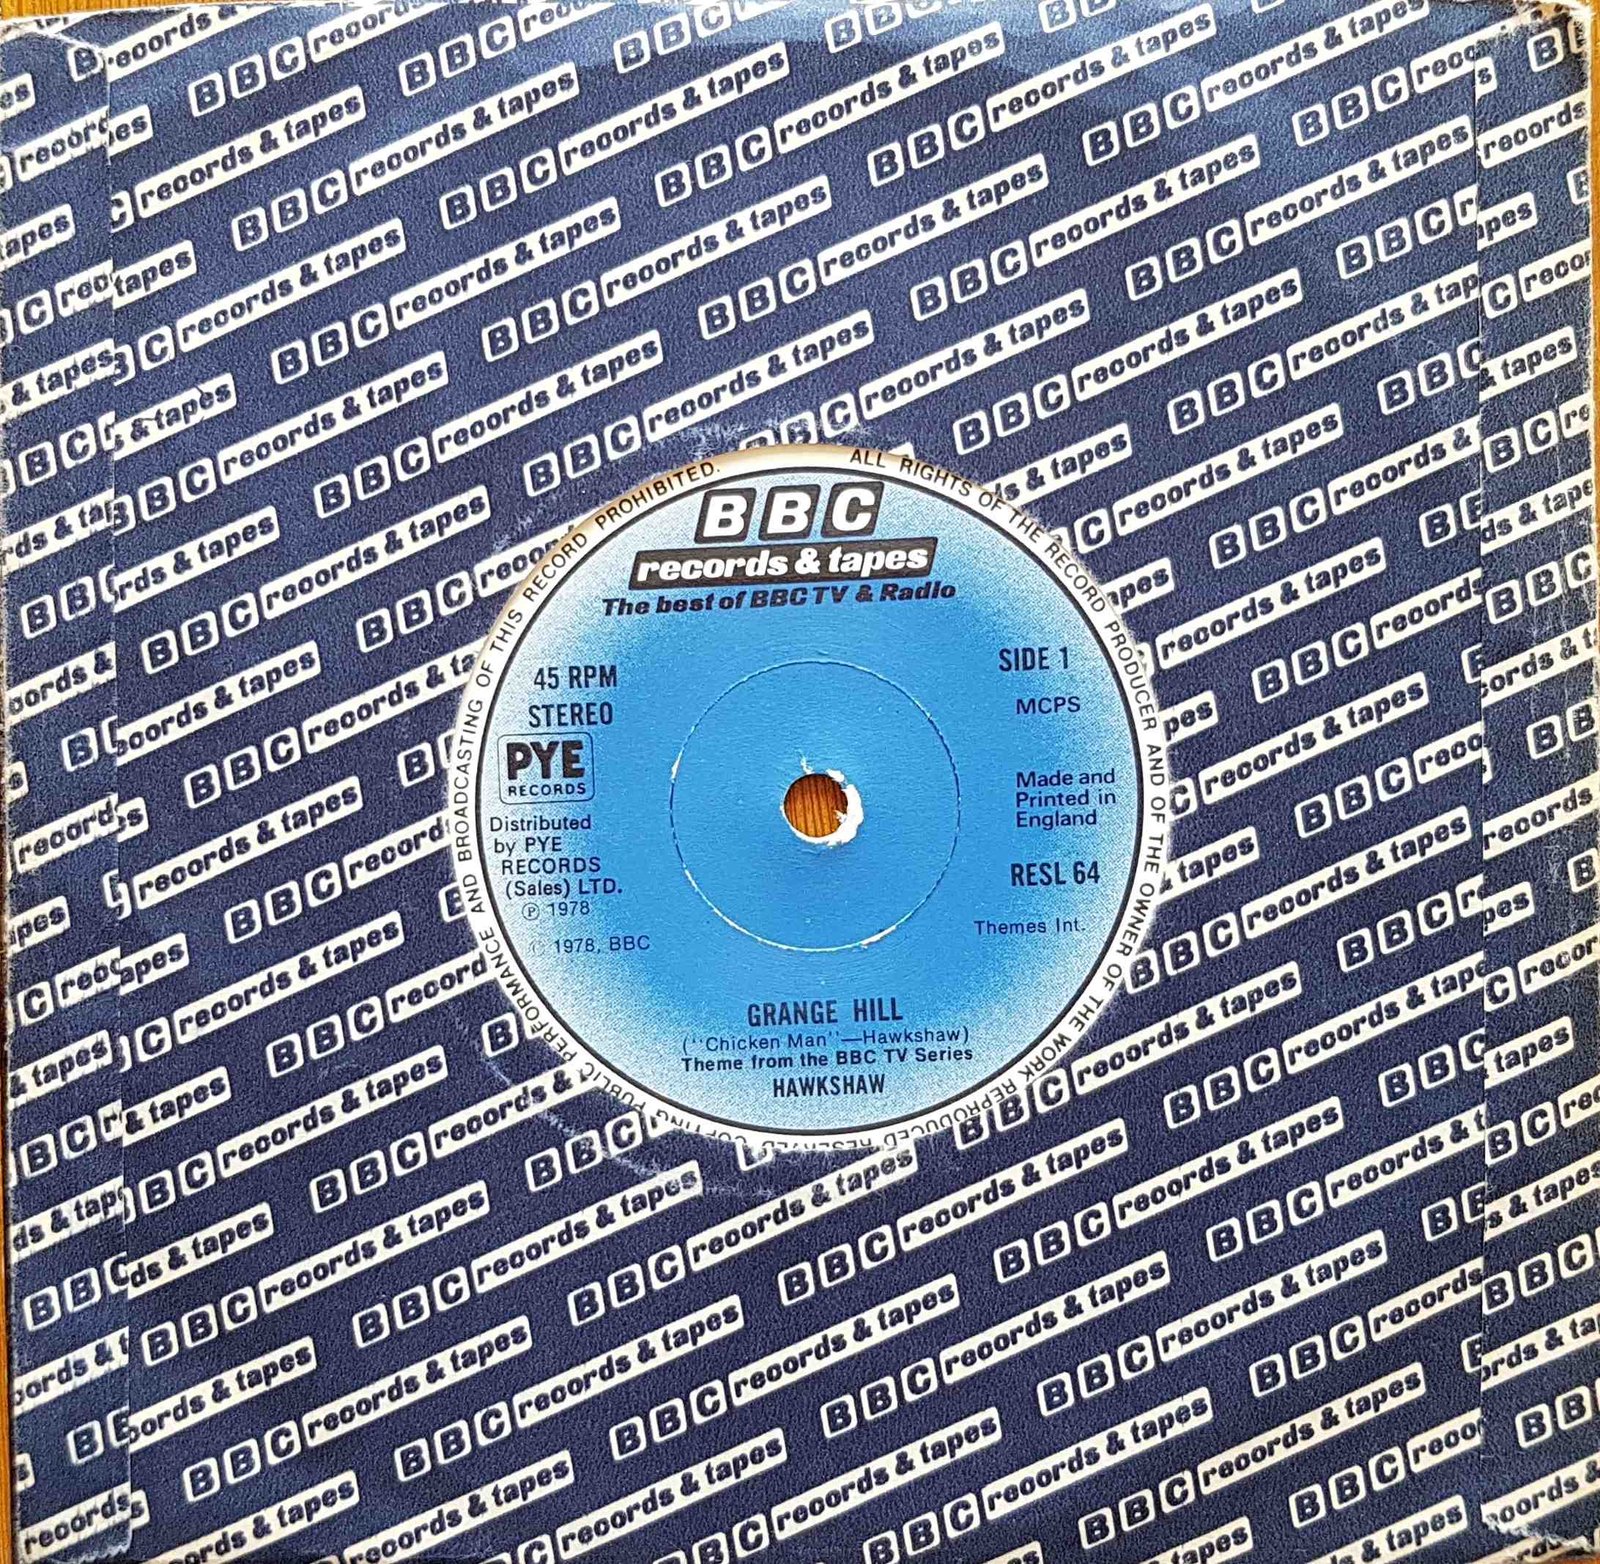 BBC records & tapes
BBC
records & tapes
The best of BBC TV & Radio
45 RPM
STEREO
PYE
RECORDS
Distributed
by PYE
RECORDS
(Sales) LTD.
℗ 1978
© 1978, BBC
SIDE 1
MCPS
Made and
Printed in
England
RESL 64
Themes Int.
GRANGE HILL
("Chicken Man"—Hawkshaw)
Theme from the BBC TV Series
HAWKSHAW
ALL RIGHTS OF THE RECORD PRODUCER AND OF THE OWNER OF THE WORK REPRODUCED RESERVED. COPYING PUBLIC PERFORMANCE AND BROADCASTING OF THIS RECORD PROHIBITED.